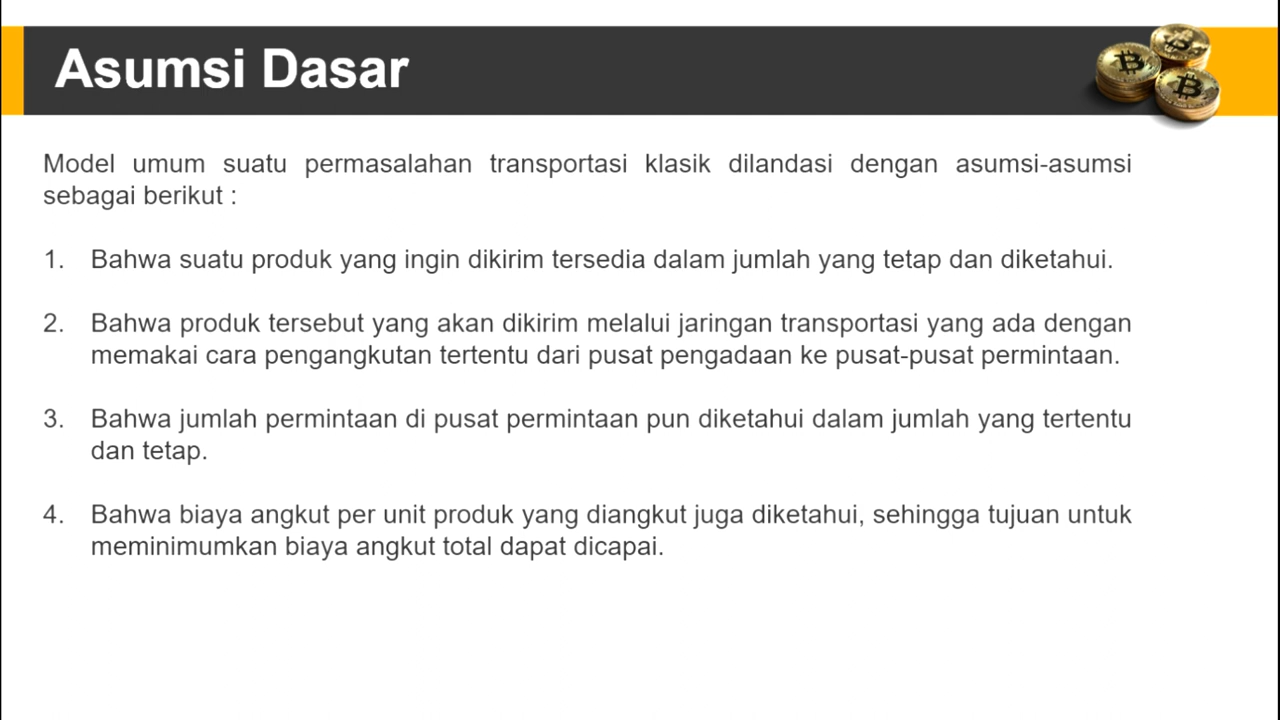 Asumsi Dasar
Model umum suatu permasalahan transportasi klasik dilandasi dengan asumsi-asumsi
sebagai berikut :
1. Bahwa suatu produk yang ingin dikirim tersedia dalam jumlah yang tetap dan diketahui.
2. Bahwa produk tersebut yang akan dikirim melalui jaringan transportasi yang ada dengan
memakai cara pengangkutan tertentu dari pusat pengadaan ke pusat-pusat permintaan.
3. Bahwa jumlah permintaan di pusat permintaan pun diketahui dalam jumlah yang tertentu
dan tetap.
4. Bahwa biaya angkut per unit produk yang diangkut juga diketahui, sehingga tujuan untuk
meminimumkan biaya angkut total dapat dicapai.